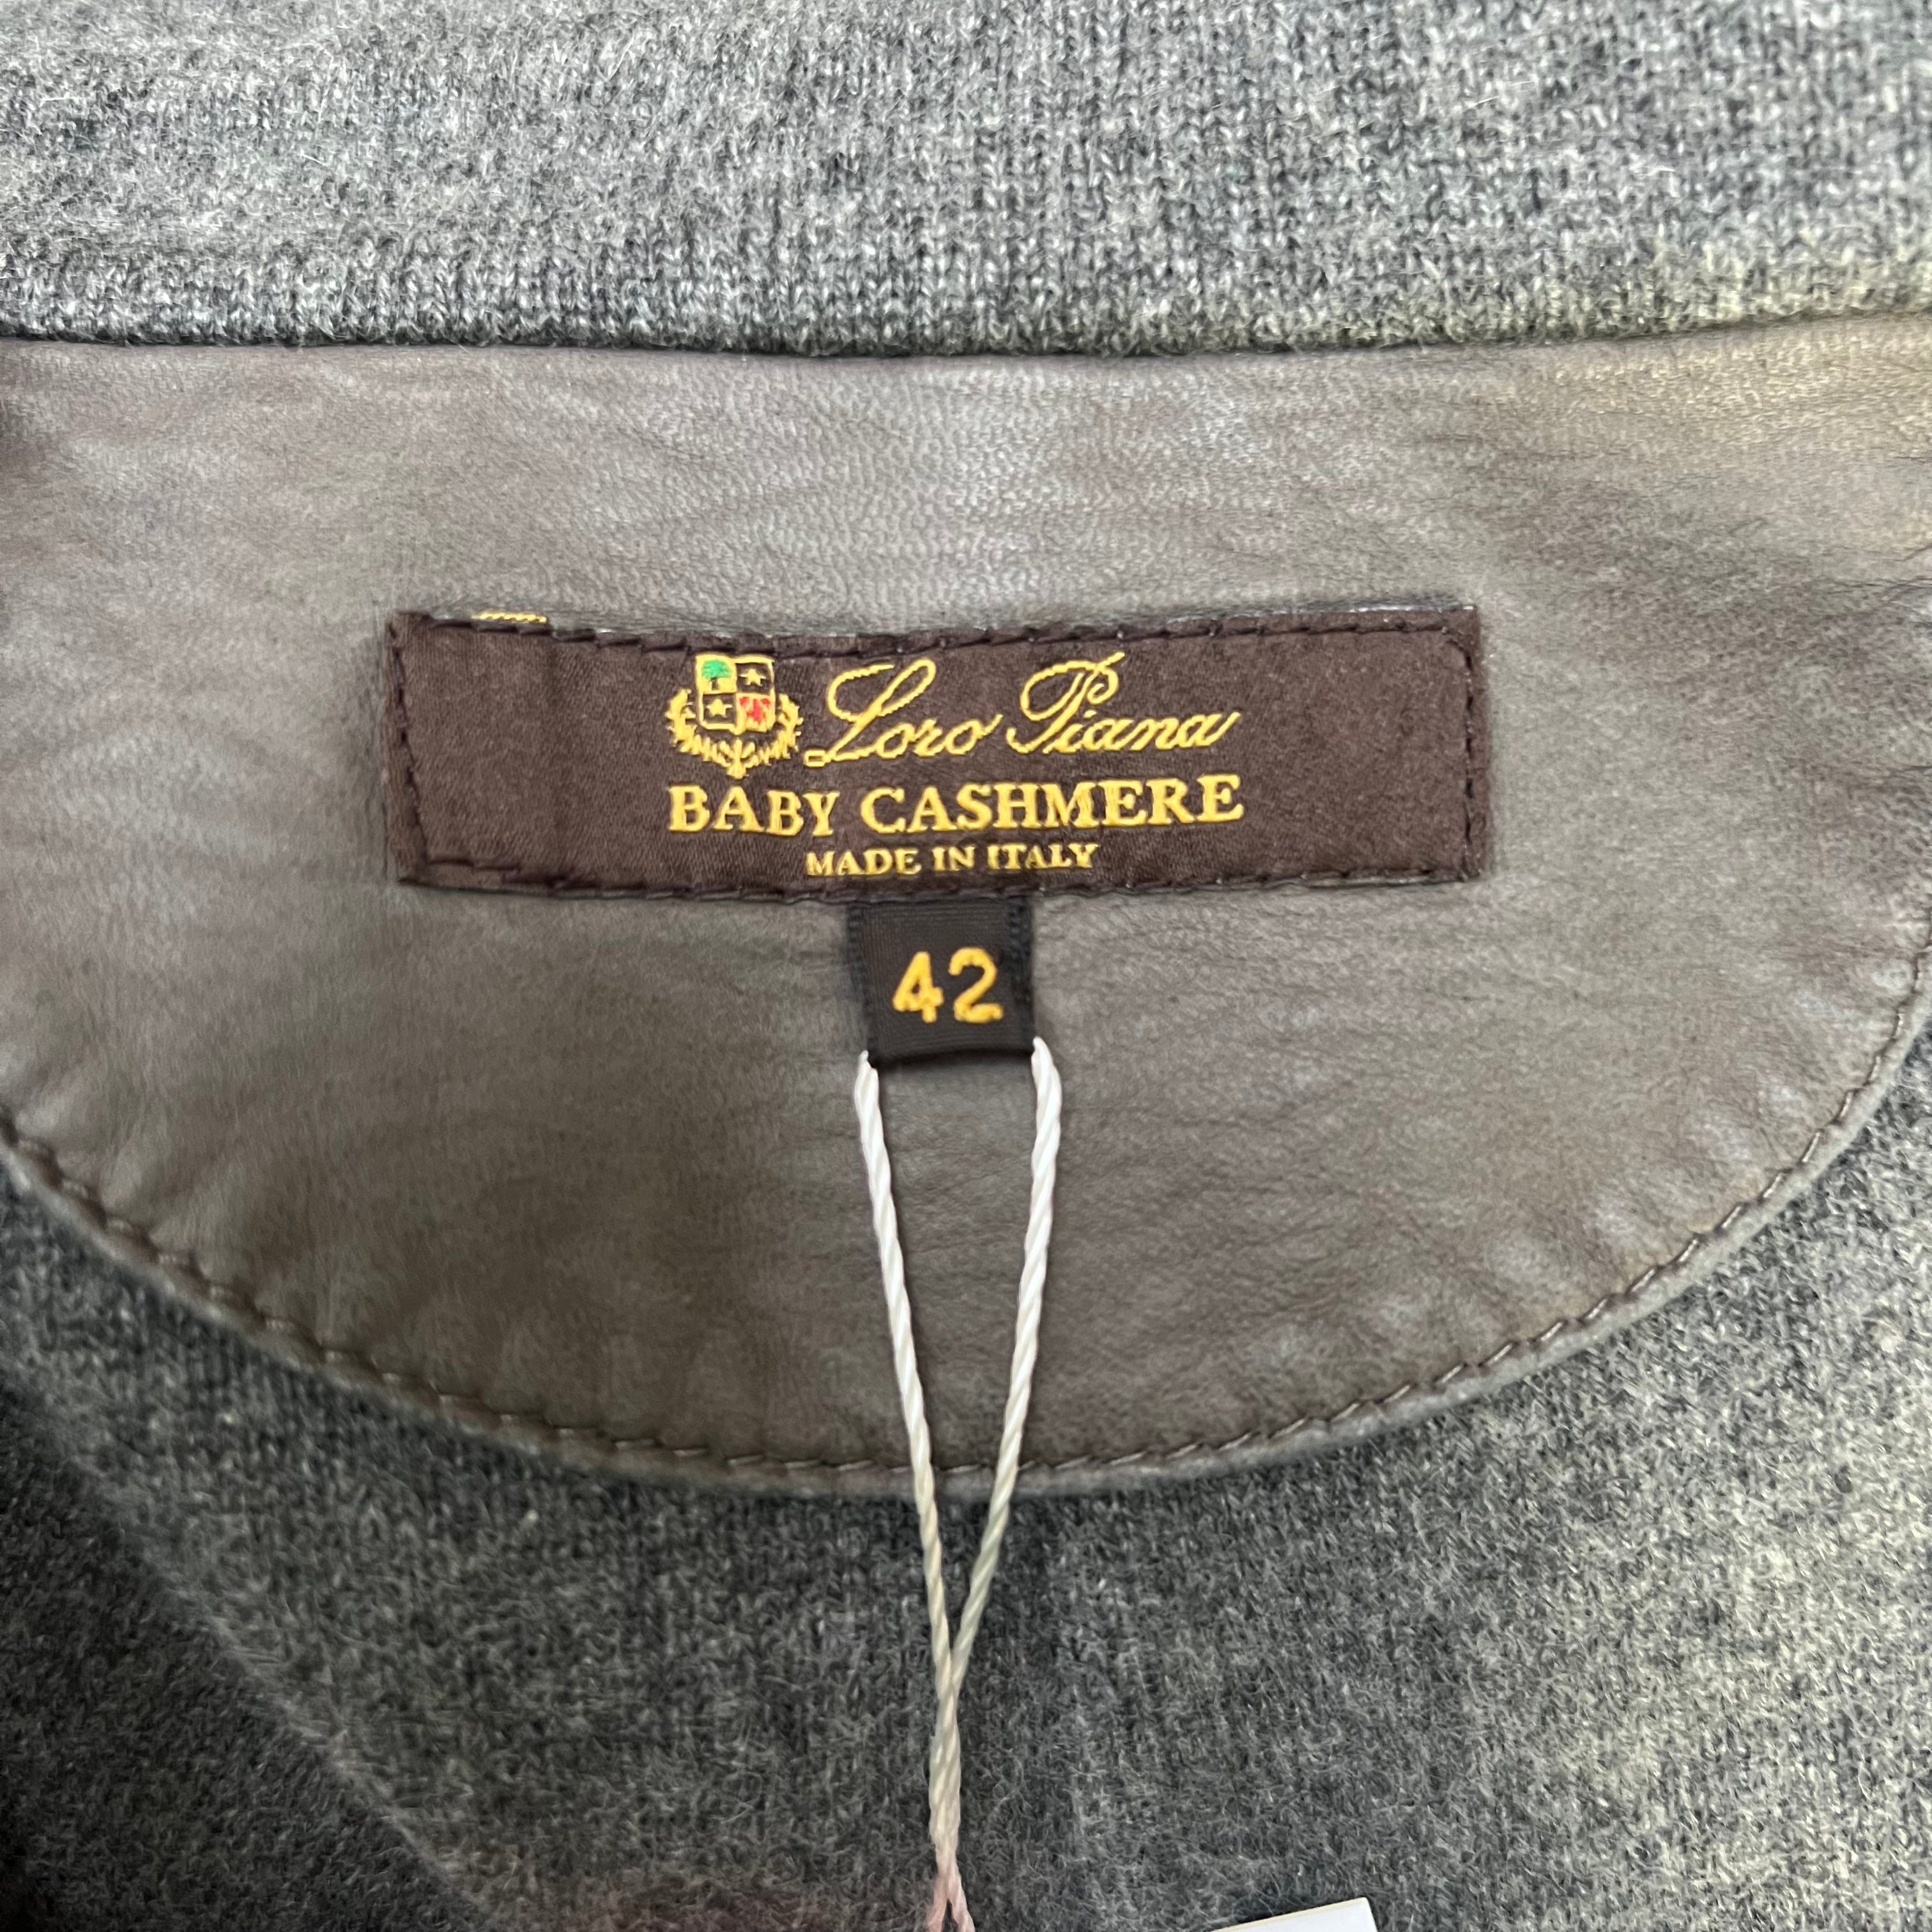 Loro Piana
BABY CASHMERE
MADE IN ITALY
42